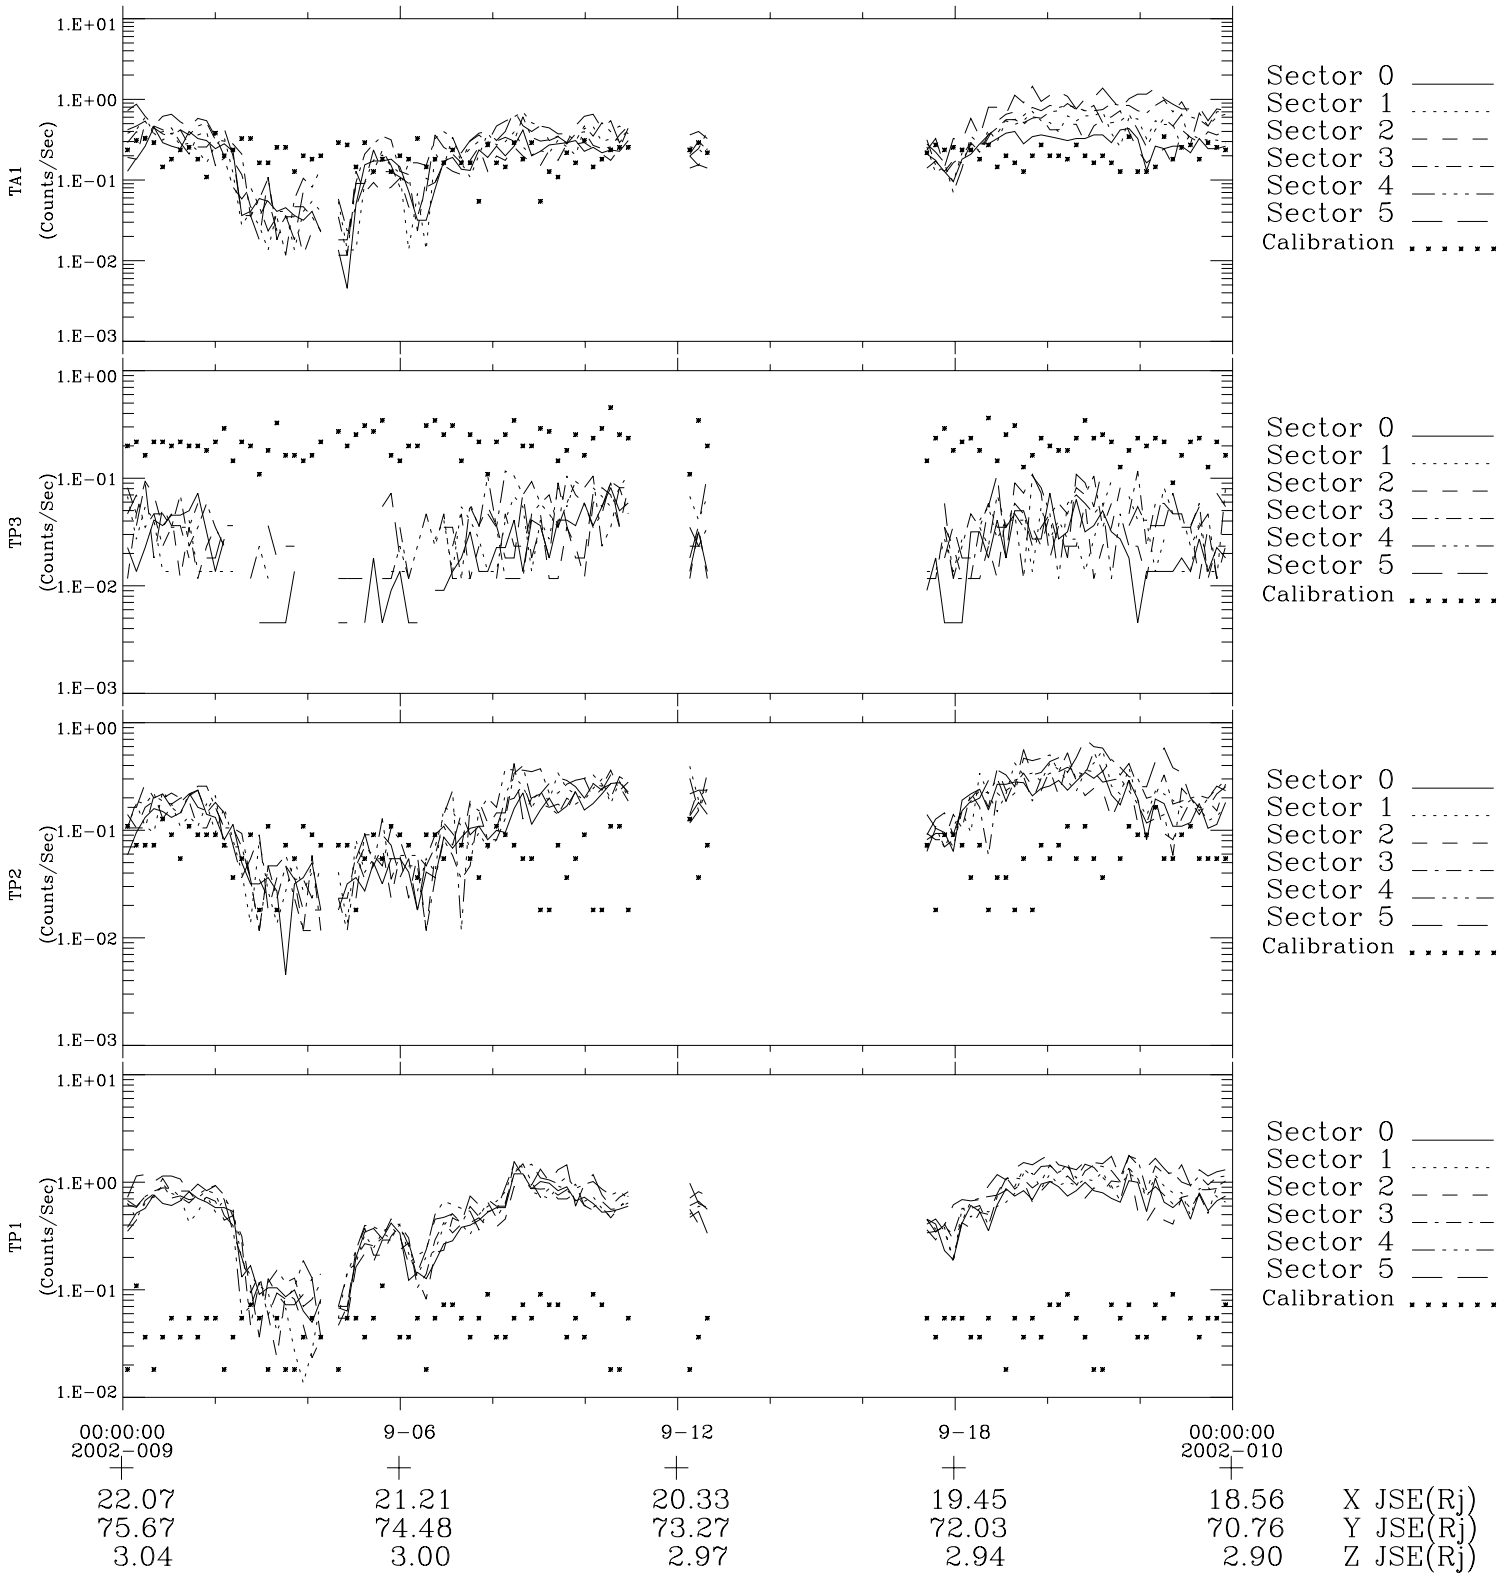 1.E+01
1.E+00
1.E-01
1.E-02
1.E-03
TA1
(Counts/Sec)
Sector 0
Sector 1
Sector 2
Sector 3
Sector 4
Sector 5
Calibration
1.E+00
1.E-01
1.E-02
1.E-03
TP3
(Counts/Sec)
Sector 0
Sector 1
Sector 2
Sector 3
Sector 4
Sector 5
Calibration
1.E+00
1.E-01
1.E-02
1.E-03
TP2
(Counts/Sec)
Sector 0
Sector 1
Sector 2
Sector 3
Sector 4
Sector 5
Calibration
1.E+01
1.E+00
1.E-01
1.E-02
TP1
(Counts/Sec)
Sector 0
Sector 1
Sector 2
Sector 3
Sector 4
Sector 5
Calibration
00:00:00 9-06 9-12 9-18 00:00:00
2002-009 2002-010
22.07 21.21 20.33 19.45 18.56 X JSE(Rj)
75.67 74.48 73.27 72.03 70.76 Y JSE(Rj)
3.04 3.00 2.97 2.94 2.90 Z JSE(Rj)